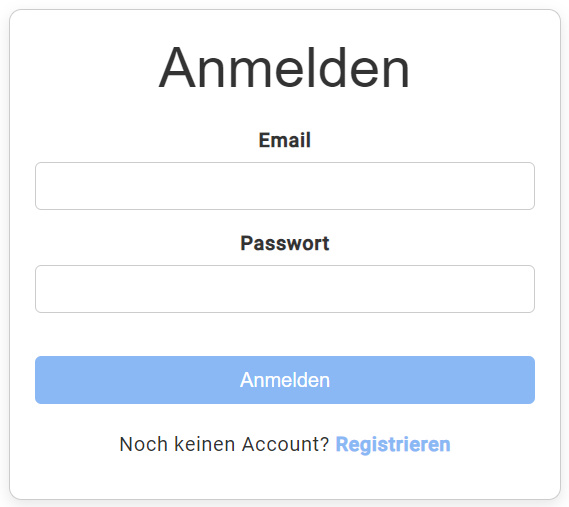 Anmelden
Email
Passwort
Anmelden
Noch keinen Account? Registrieren